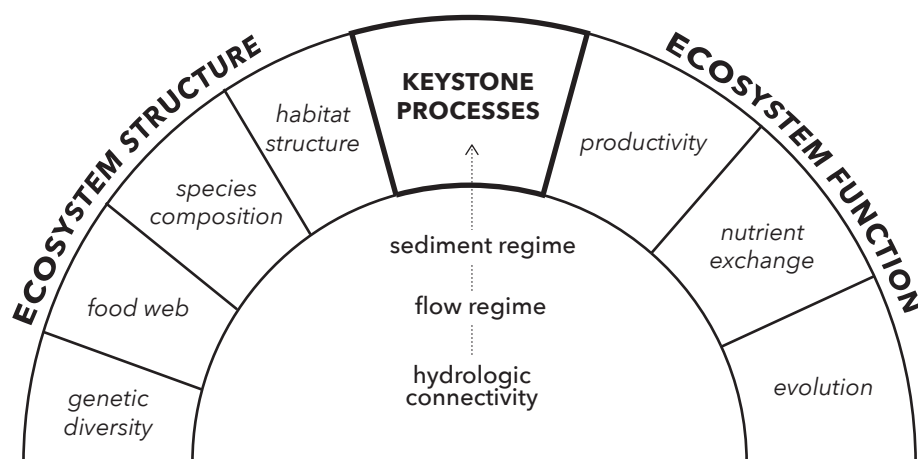 ECOSYSTEM STRUCTURE
ECOSYSTEM FUNCTION
KEYSTONE
PROCESSES
habitat
structure
productivity
species
composition
nutrient
exchange
food web
evolution
genetic
diversity
sediment regime
flow regime
hydrologic
connectivity